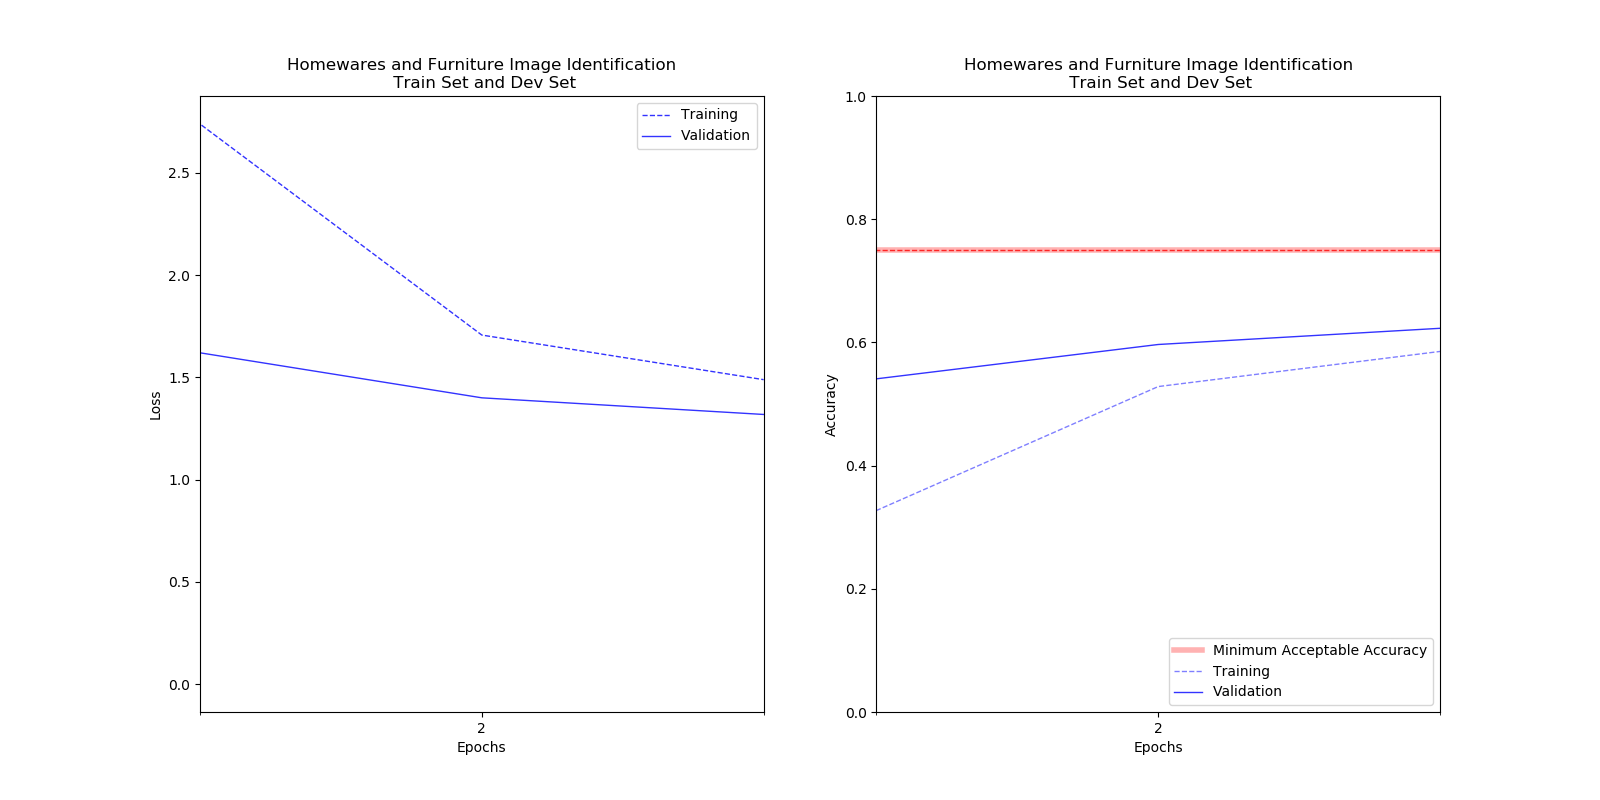 Homewares and Furniture Image Identification
Train Set and Dev Set
Training
Validation
2.5
2.0
1.5
1.0
0.5
0.0
Loss
2
Epochs
Homewares and Furniture Image Identification
Train Set and Dev Set
1.0
0.8
0.6
0.4
0.2
0.0
Accuracy
Minimum Acceptable Accuracy
Training
Validation
2
Epochs